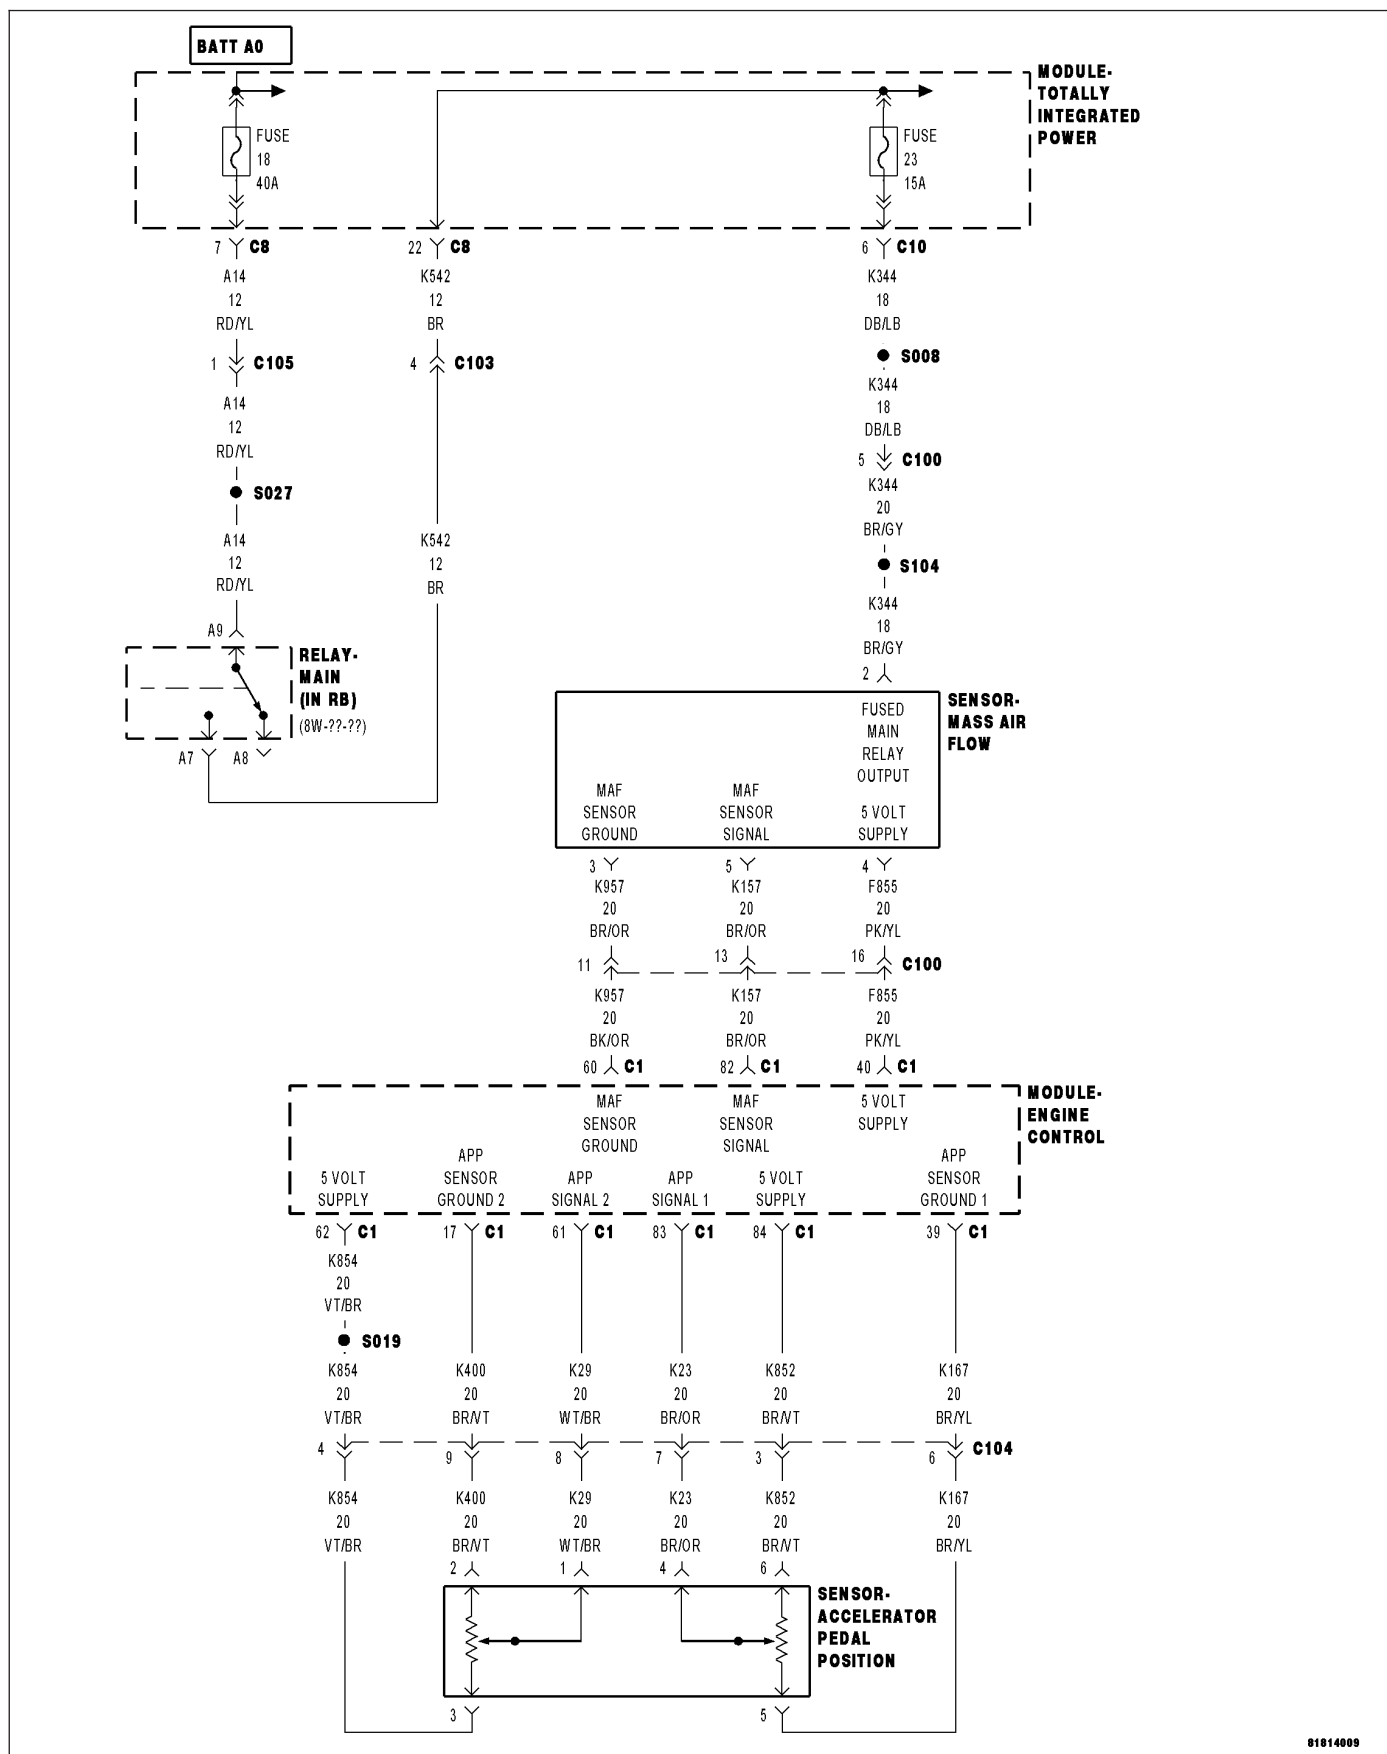 BATT A0
MODULE-
TOTALLY
INTEGRATED
POWER
FUSE
18
40A
FUSE
23
15A
7 C8
22 C8
6 C10
A14
12
RD/YL
K542
12
BR
K344
18
DB/LB
1 C105
4 C103
S008
A14
12
RD/YL
K344
18
DB/LB
5 C100
S027
K344
20
BR/GY
A14
12
RD/YL
K542
12
BR
S104
K344
18
BR/GY
A9
2
RELAY-
MAIN
(IN RB)
(8W-??-??)
A7
A8
SENSOR-
MASS AIR
FLOW
FUSED
MAIN
RELAY
OUTPUT
MAF
SENSOR
GROUND
MAF
SENSOR
SIGNAL
5 VOLT
SUPPLY
3
5
4
K957
20
BR/OR
K157
20
BR/OR
F855
20
PK/YL
11
13
16 C100
K957
20
BK/OR
K157
20
BR/OR
F855
20
PK/YL
60 C1
82 C1
40 C1
MODULE-
ENGINE
CONTROL
MAF
SENSOR
GROUND
MAF
SENSOR
SIGNAL
5 VOLT
SUPPLY
5 VOLT
SUPPLY
APP
SENSOR
GROUND 2
APP
SIGNAL 2
APP
SIGNAL 1
5 VOLT
SUPPLY
APP
SENSOR
GROUND 1
62 C1
17 C1
61 C1
83 C1
84 C1
39 C1
K854
20
VT/BR
S019
K854
20
VT/BR
K400
20
BR/VT
K29
20
WT/BR
K23
20
BR/OR
K852
20
BR/VT
K167
20
BR/YL
4
9
8
7
3
6 C104
K854
20
VT/BR
K400
20
BR/VT
K29
20
WT/BR
K23
20
BR/OR
K852
20
BR/VT
K167
20
BR/YL
2
1
4
6
SENSOR-
ACCELERATOR
PEDAL
POSITION
3
5
81814009